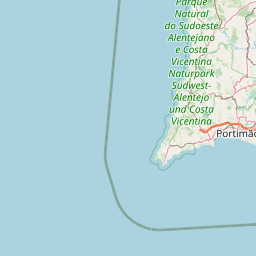 Parque
Natural
do Sudoeste
Alentejano
e Costa
Vicentina
Naturpark
Südwest-
Alentejo
und Costa
Vicentina
Portimão